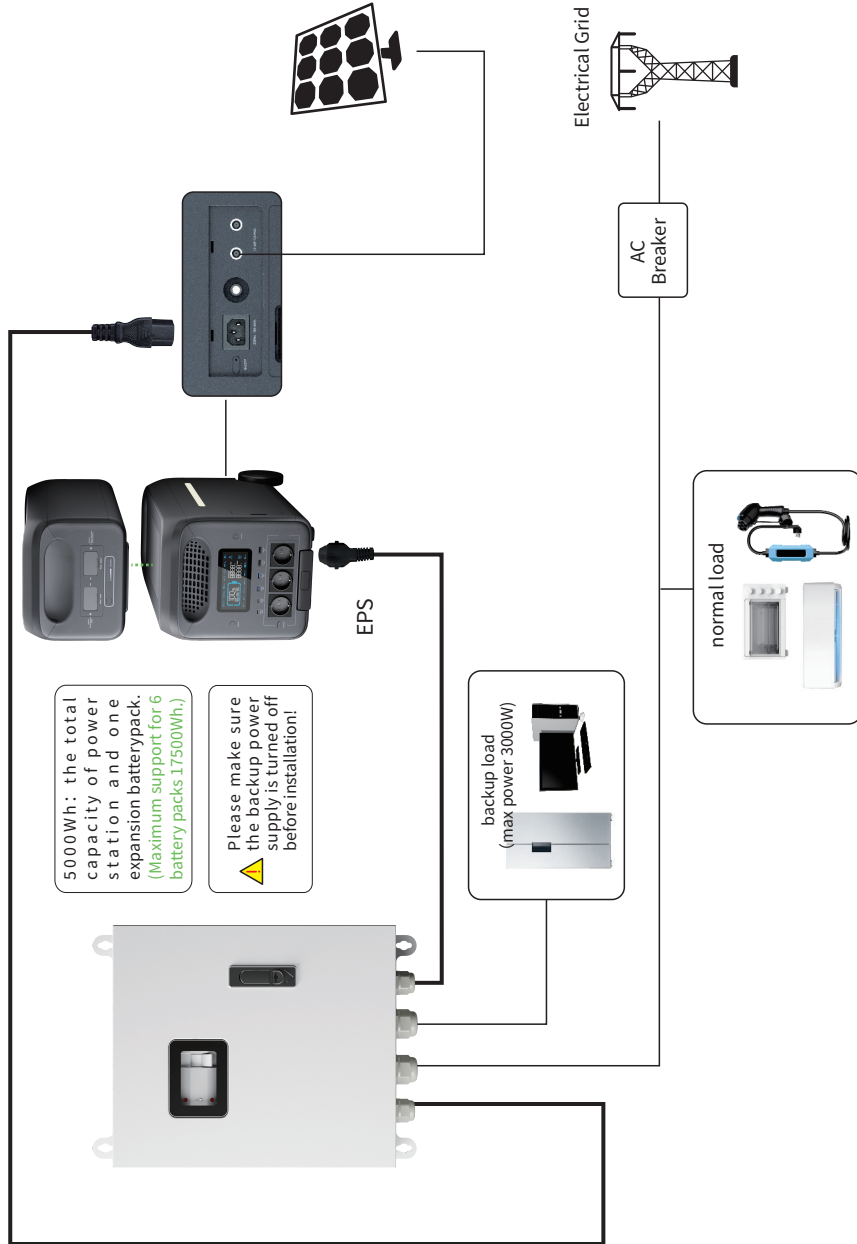 5000Wh: the total
capacity of power
station and one
expansion batterypack.
(Maximum support for 6
battery packs 17500Wh.)
Please make sure
the backup power
supply is turned off
before installation!
EPS
backup load
(max power 3000W)
normal load
AC
Breaker
Electrical Grid